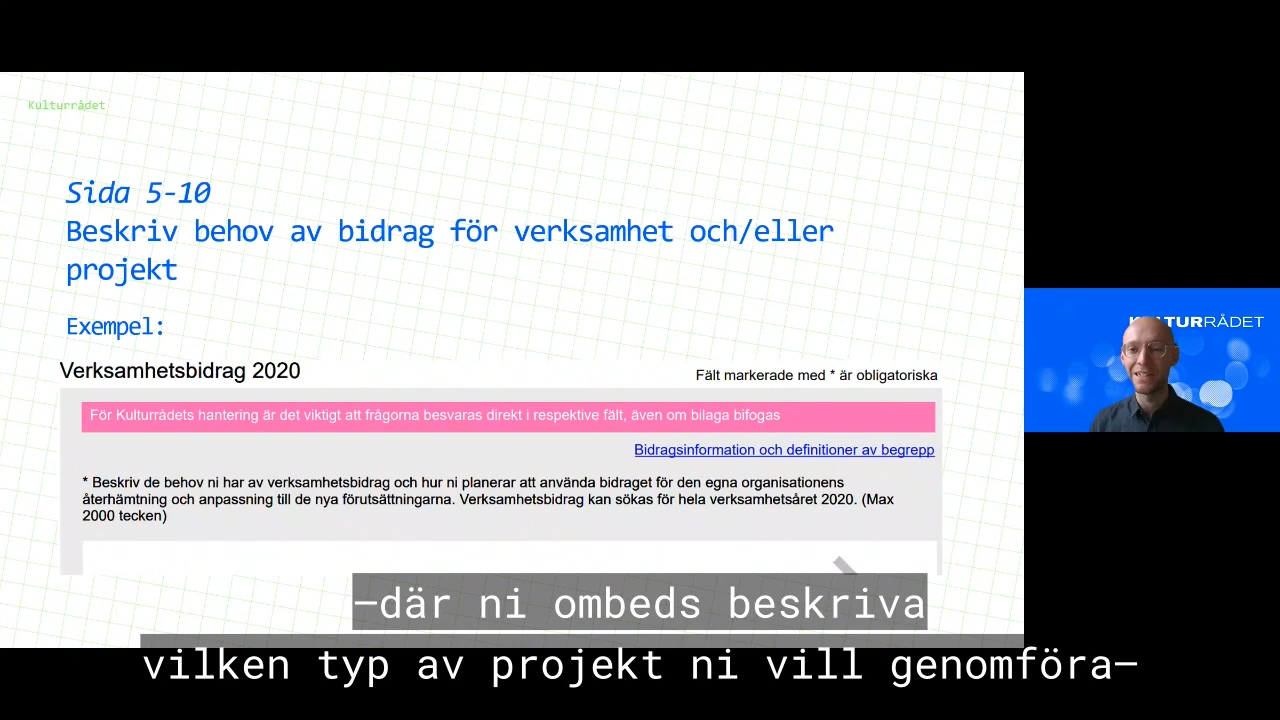 Kulturrådet
Sida 5-10
Beskriv behov av bidrag för verksamhet och/eller
projekt
Exempel:
Verksamhetsbidrag 2020
Fält markerade med * är obligatoriska
För Kulturrådets hantering är det viktigt att frågorna besvaras direkt i respektive fält, även om bilaga bifogas
Bidragsinformation och definitioner av begrepp
* Beskriv de behov ni har av verksamhetsbidrag och hur ni planerar att använda bidraget för den egna organisationens
återhämtning och anpassning till de nya förutsättningarna. Verksamhetsbidrag kan sökas för hela verksamhetsåret 2020. (Max
2000 tecken)
KULTURRÅDET
–där ni ombeds beskriva
vilken typ av projekt ni vill genomföra–